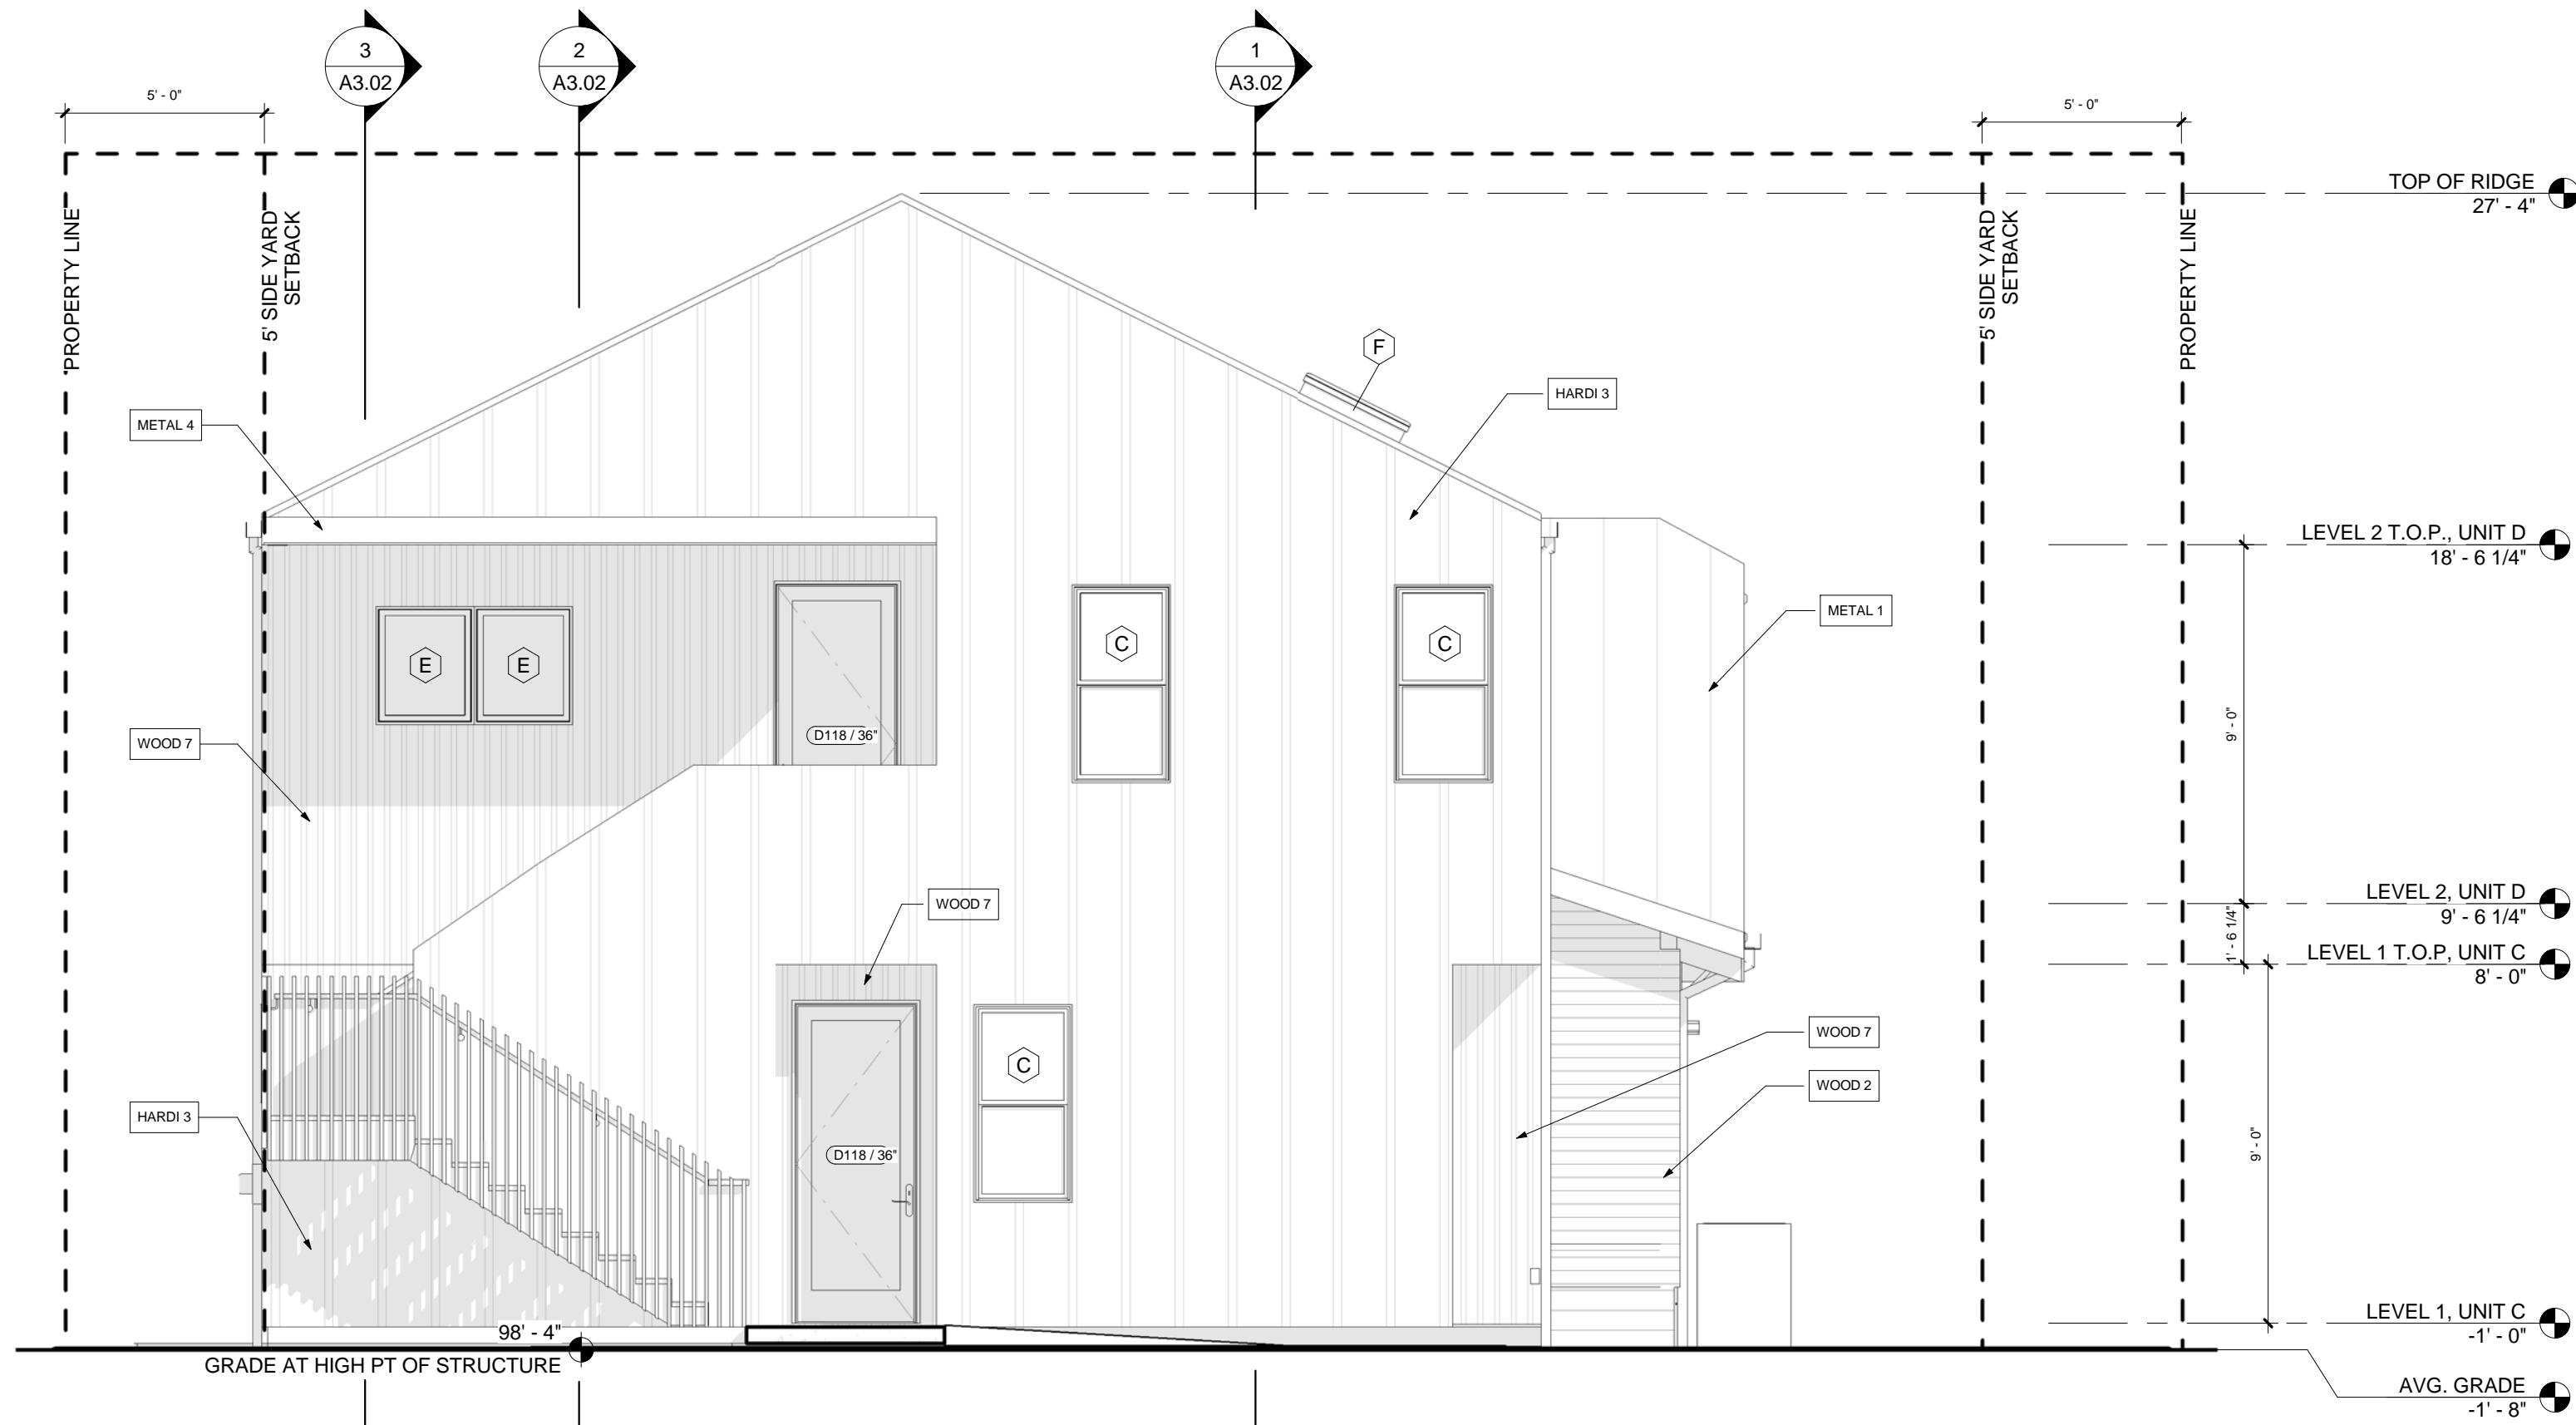 3
A3.02
2
A3.02
1
A3.02
5' - 0"
5' - 0"
TOP OF RIDGE
27' - 4"
PROPERTY LINE
5' SIDE YARD
SETBACK
5' SIDE YARD
SETBACK
PROPERTY LINE
F
HARDI 3
METAL 4
LEVEL 2 T.O.P., UNIT D
18' - 6 1/4"
METAL 1
C
C
E
E
D118 / 36"
WOOD 7
9' - 0"
LEVEL 2, UNIT D
9' - 6 1/4"
WOOD 7
1' - 6 1/4"
LEVEL 1 T.O.P, UNIT C
8' - 0"
WOOD 7
C
WOOD 2
HARDI 3
D118 / 36"
9' - 0"
LEVEL 1, UNIT C
-1' - 0"
98' - 4"
GRADE AT HIGH PT OF STRUCTURE
AVG. GRADE
-1' - 8"